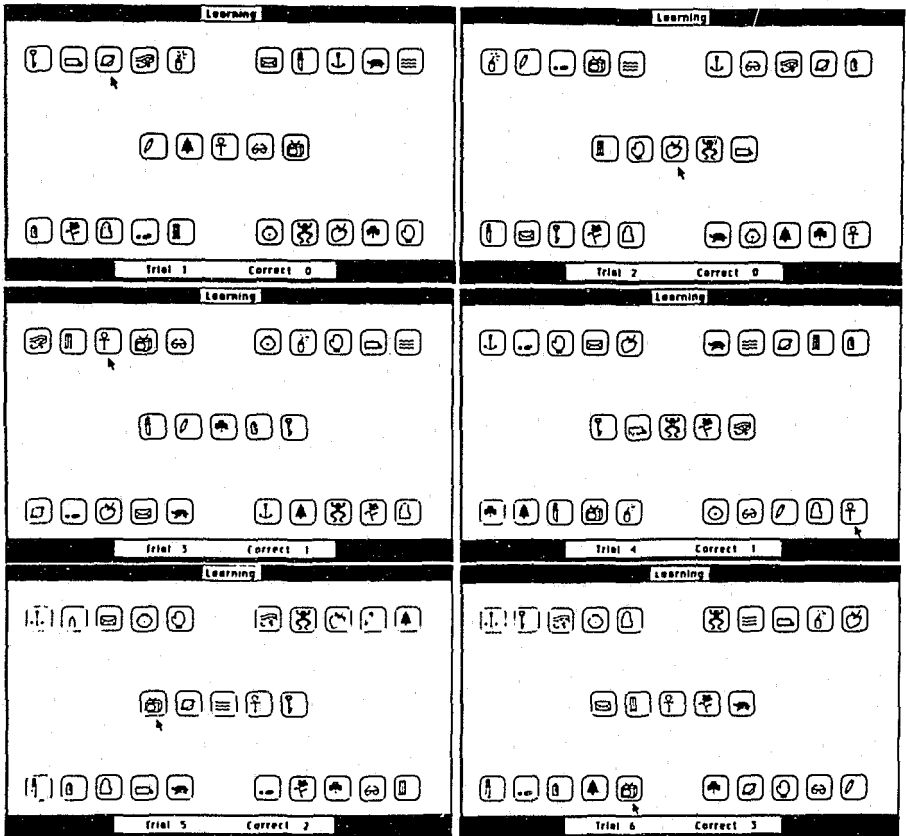 Learning
Learning
Trial 1 Correct 0
Trial 2 Correct 0
Learning
Learning
Trial 3 Correct 1
Trial 4 Correct 1
Learning
Learning
Trial 5 Correct 2
Trial 6 Correct 3